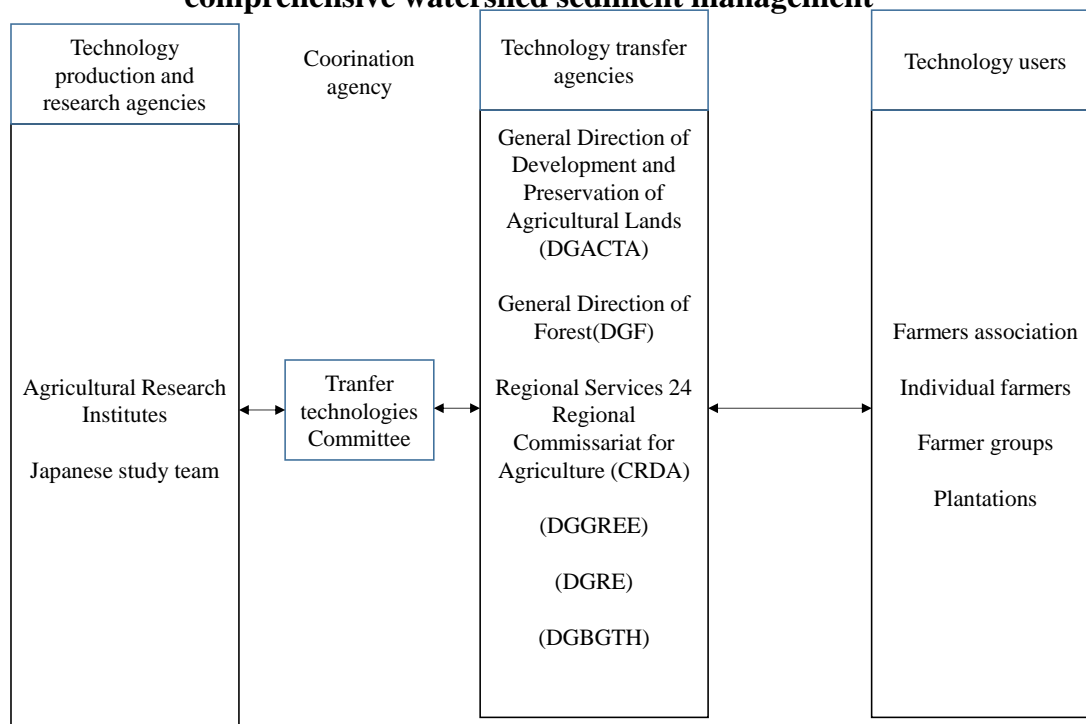 comprehensive watershed sediment management
Technology
production and
research agencies
Coorination
agency
Technology transfer
agencies
Technology users
Agricultural Research
Institutes
Japanese study team
Tranfer
technologies
Committee
General Direction of
Development and
Preservation of
Agricultural Lands
(DGACTA)
General Direction of
Forest(DGF)
Regional Services 24
Regional
Commissariat for
Agriculture (CRDA)
(DGGREE)
(DGRE)
(DGBGTH)
Farmers association
Individual farmers
Farmer groups
Plantations